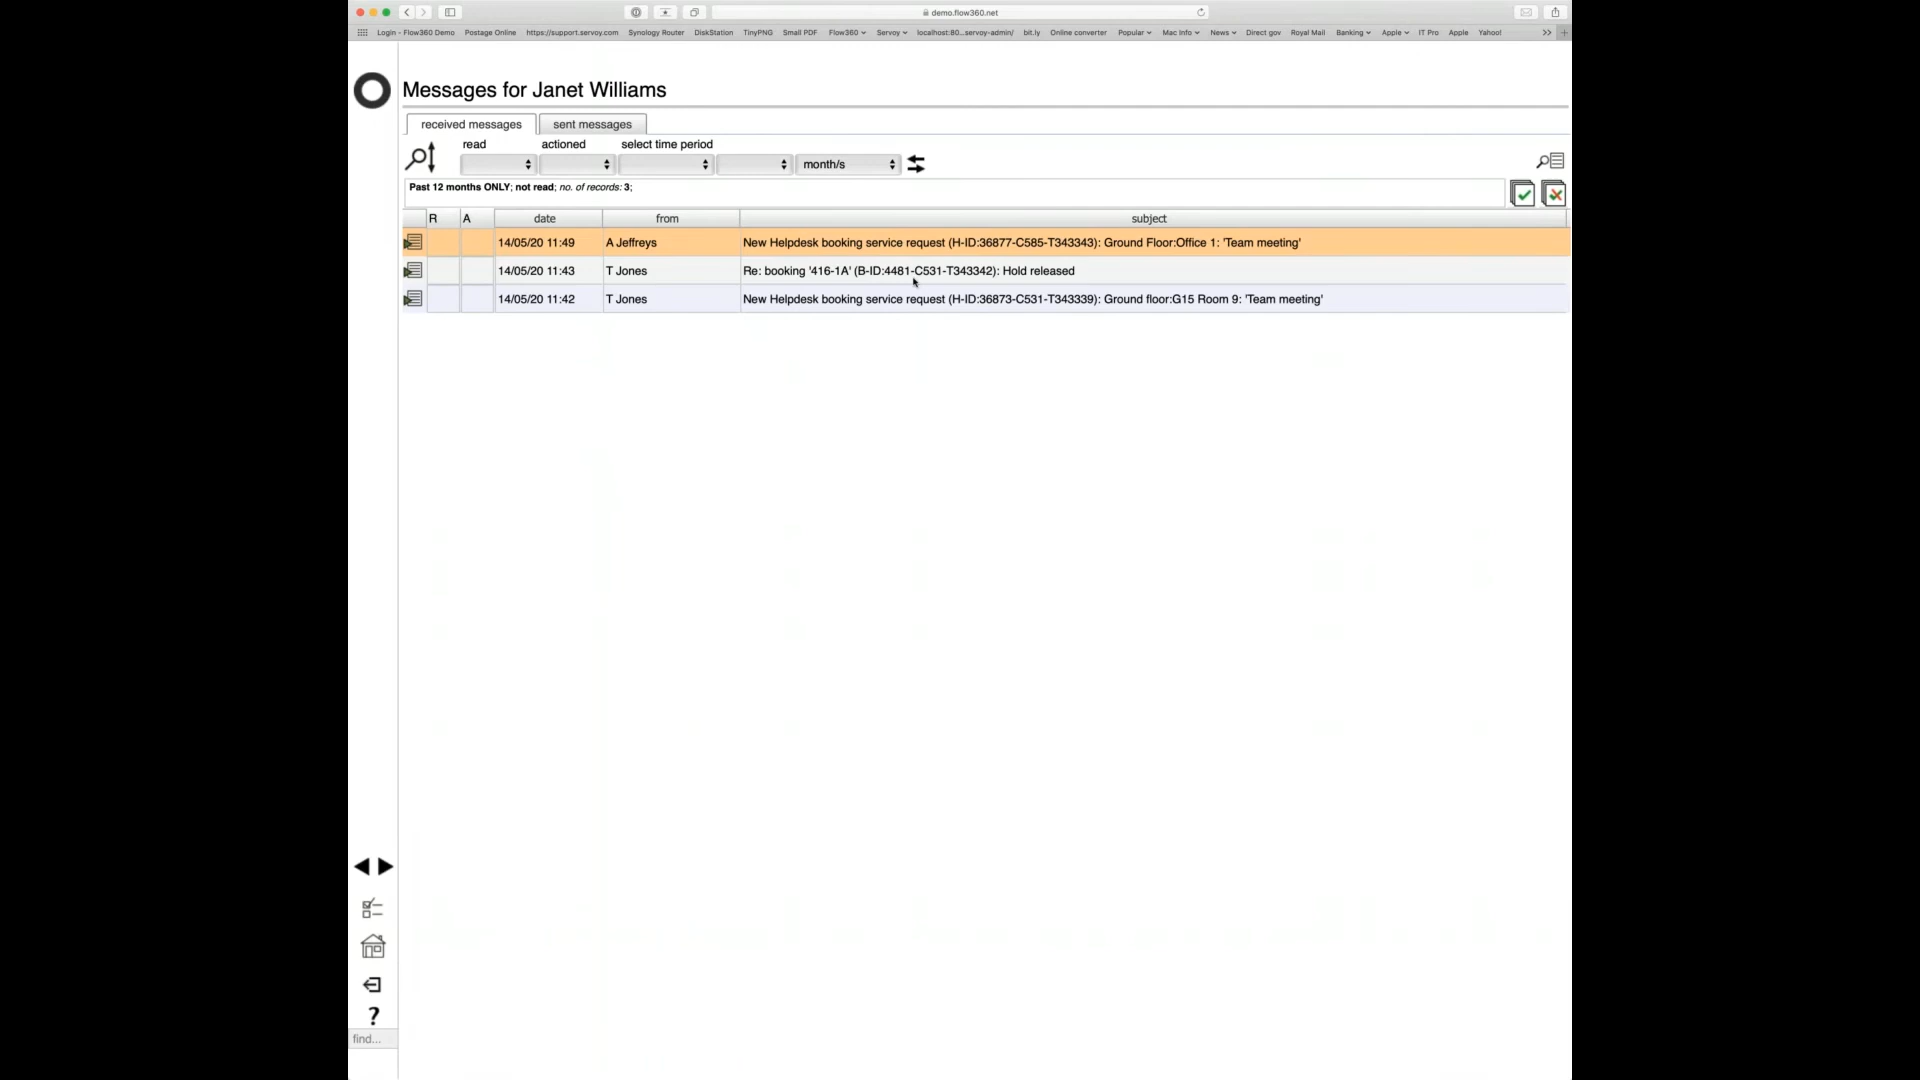 demo.flow360.net
Login - Flow360 Demo Postage Online https://support.servoy.com Synology Router DiskStation TinyPNG Small PDF Flow360 Servoy localhost:80...servoy-admin/ bit.ly Online converter Popular Mac Info News Direct gov Royal Mail Banking Apple IT Pro Apple Yahoo!
Messages for Janet Williams
received messages sent messages
read actioned select time period
month/s
Past 12 months ONLY; not read; no. of records: 3;
R A date from subject
14/05/20 11:49 A Jeffreys New Helpdesk booking service request (H-ID:36877-C585-T343343): Ground Floor:Office 1: 'Team meeting'
14/05/20 11:43 T Jones Re: booking '416-1A' (B-ID:4481-C531-T343342): Hold released
14/05/20 11:42 T Jones New Helpdesk booking service request (H-ID:36873-C531-T343339): Ground floor:G15 Room 9: 'Team meeting'
?
find...